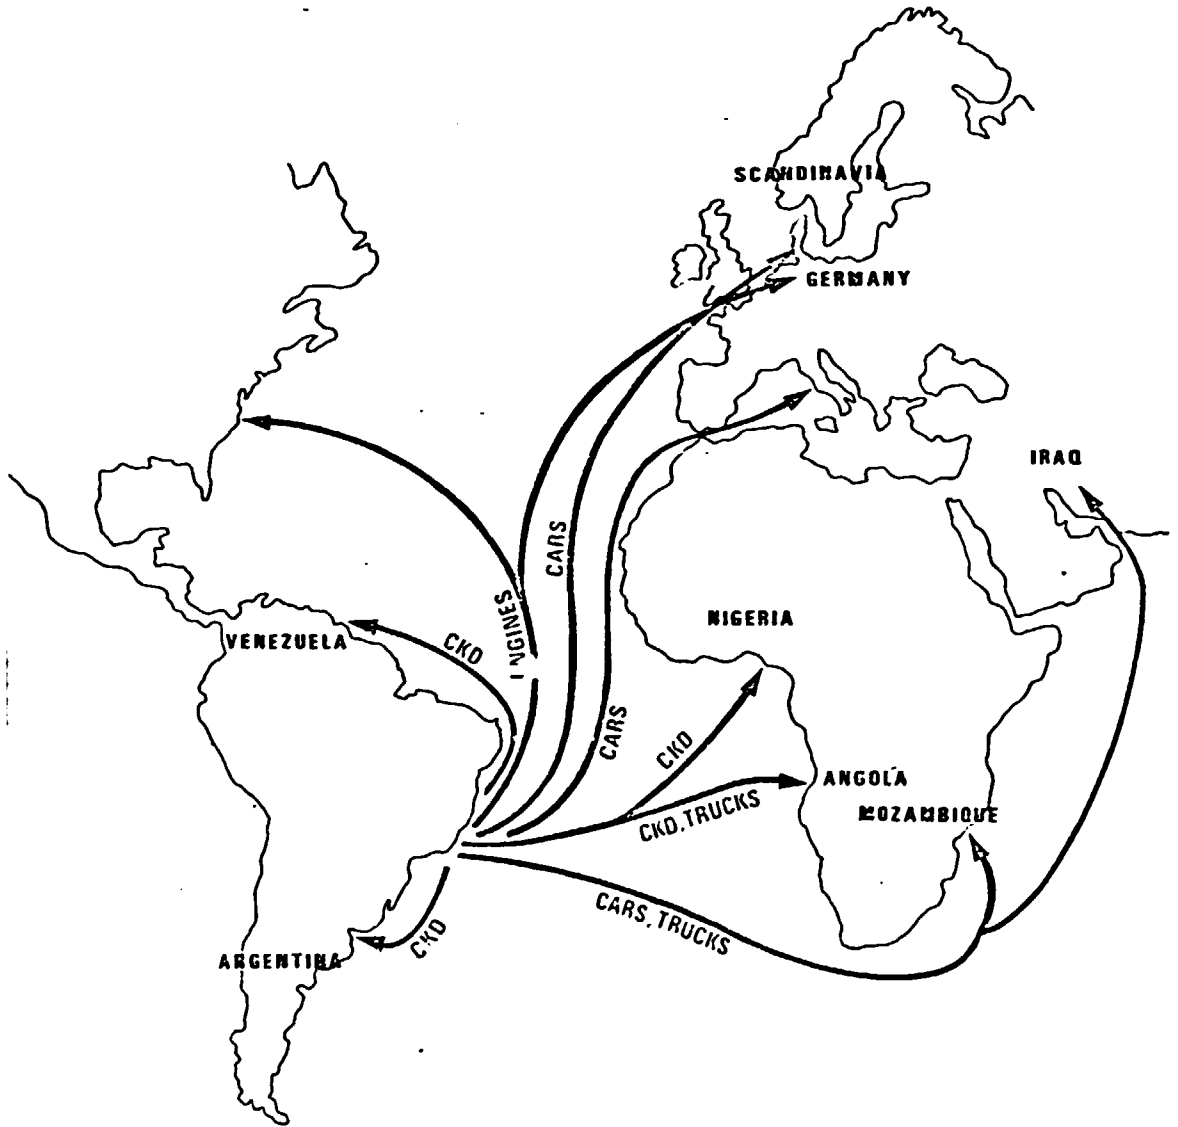 SCANDINAVIA
GERMANY
IRAQ
CARS
NIGERIA
VENEZUELA
CKD
CARS
CKD
ANGOLA
CKD, TRUCKS
MOZAMBIQUE
CARS, TRUCKS
CKD
ARGENTINA